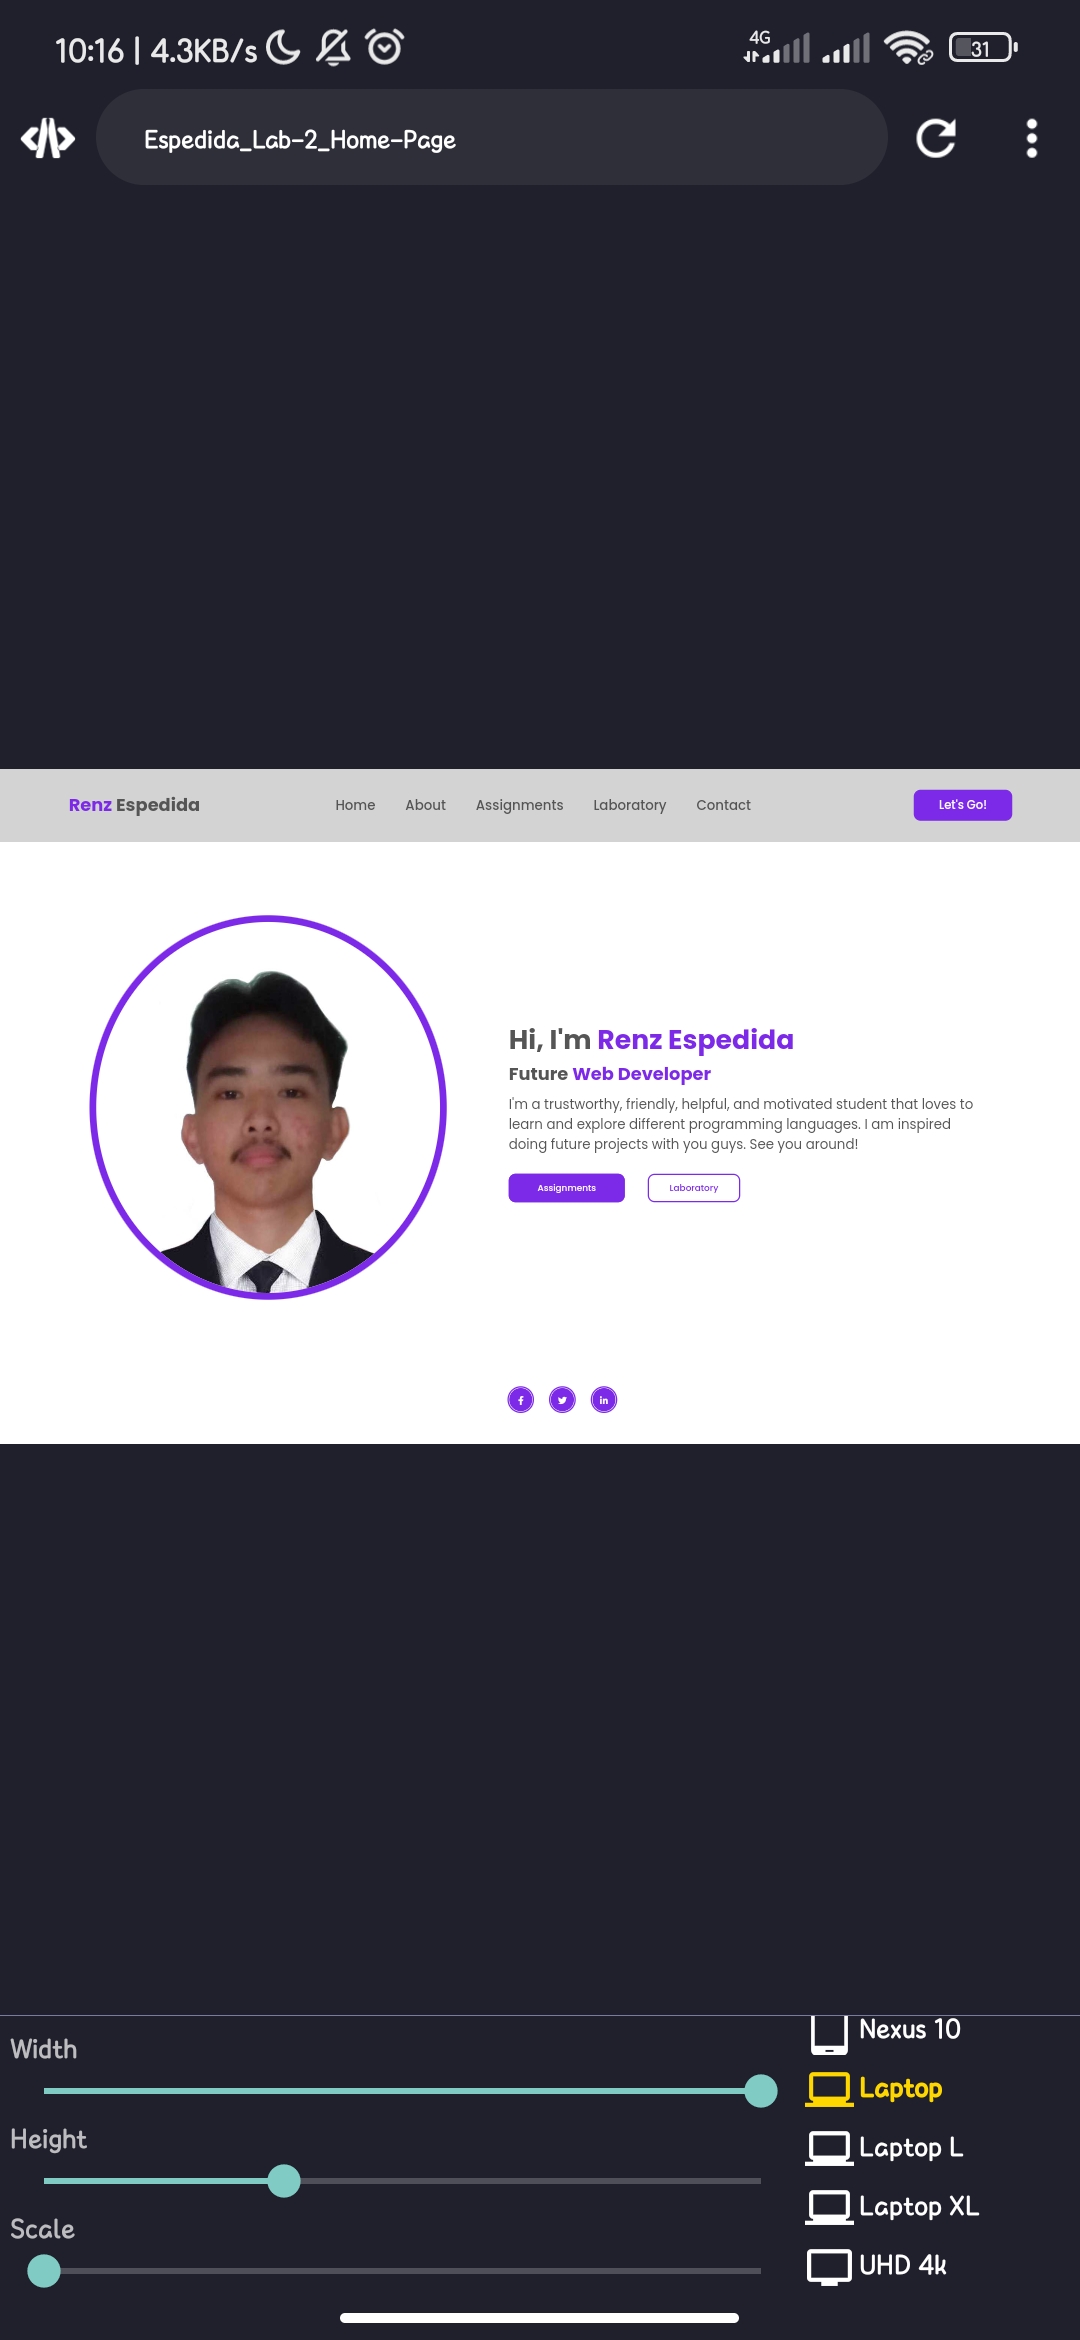 10:16 | 4.3KB/s
4G
31
Espedida_Lab-2_Home-Page
Renz Espedida
Home About Assignments Laboratory Contact
Let's Go!
Hi, I'm Renz Espedida
Future Web Developer
I'm a trustworthy, friendly, helpful, and motivated student that loves to
learn and explore different programming languages. I am inspired
doing future projects with you guys. See you around!
Assignments
Laboratory
Width
Height
Scale
Nexus 10
Laptop
Laptop L
Laptop XL
UHD 4k